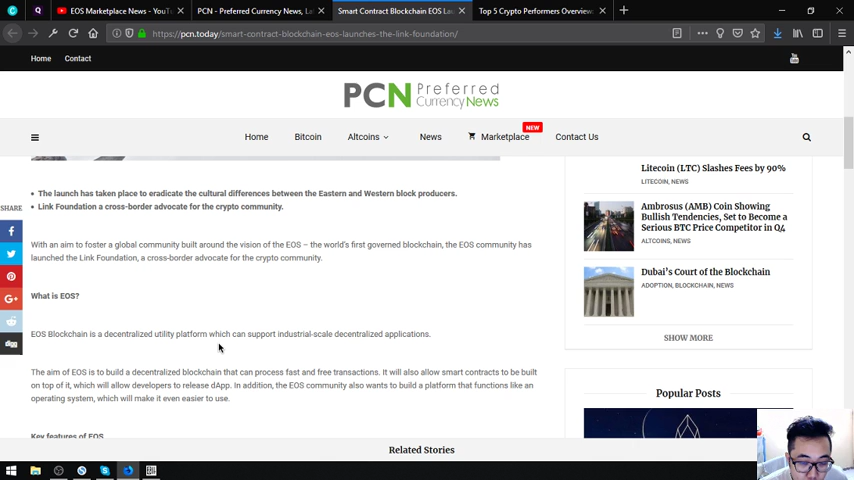 EOS Marketplace News - YouT
PCN - Preferred Currency News, La
Smart Contract Blockchain EOS La
Top 5 Crypto Performers Overview:
https://pcn.today/smart-contract-blockchain-eos-launches-the-link-foundation/
Home Contact
You Tube
PCN Preferred Currency News
Home Bitcoin Altcoins News Marketplace NEW Contact Us
• The launch has taken place to eradicate the cultural differences between the Eastern and Western block producers.
• Link Foundation a cross-border advocate for the crypto community.
SHARE
With an aim to foster a global community built around the vision of the EOS – the world's first governed blockchain, the EOS community has
launched the Link Foundation, a cross-border advocate for the crypto community.
What is EOS?
EOS Blockchain is a decentralized utility platform which can support industrial-scale decentralized applications.
The aim of EOS is to build a decentralized blockchain that can process fast and free transactions. It will also allow smart contracts to be built
on top of it, which will allow developers to release dApp. In addition, the EOS community also wants to build a platform that functions like an
operating system, which will make it even easier to use.
Key features of EOS
Litecoin (LTC) Slashes Fees by 90%
LITECOIN, NEWS
Ambrosus (AMB) Coin Showing
Bullish Tendencies, Set to Become a
Serious BTC Price Competitor in Q4
ALTCOINS, NEWS
Dubai's Court of the Blockchain
ADOPTION, BLOCKCHAIN, NEWS
SHOW MORE
Popular Posts
Related Stories